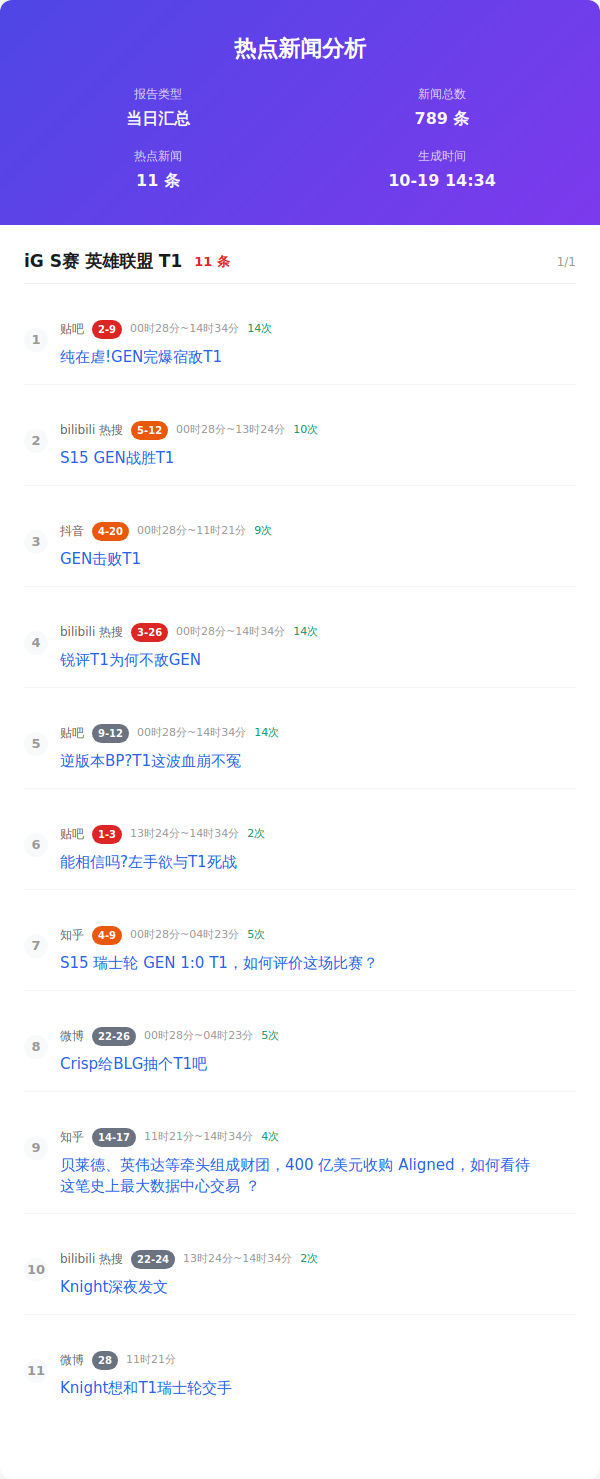 热点新闻分析
报告类型
新闻总数
当日汇总
789 条
热点新闻
生成时间
11 条
10-19 14:34
iG S赛 英雄联盟 T1 11 条 1/1
1
贴吧 2-9 00时28分~14时34分 14次
纯在虐!GEN完爆宿敌T1
2
bilibili 热搜 5-12 00时28分~13时24分 10次
S15 GEN战胜T1
3
抖音 4-20 00时28分~11时21分 9次
GEN击败T1
4
bilibili 热搜 3-26 00时28分~14时34分 14次
锐评T1为何不敌GEN
5
贴吧 9-12 00时28分~14时34分 14次
逆版本BP?T1这波血崩不冤
6
贴吧 1-3 13时24分~14时34分 2次
能相信吗?左手欲与T1死战
7
知乎 4-9 00时28分~04时23分 5次
S15 瑞士轮 GEN 1:0 T1，如何评价这场比赛？
8
微博 22-26 00时28分~04时23分 5次
Crisp给BLG抽个T1吧
9
知乎 14-17 11时21分~14时34分 4次
贝莱德、英伟达等牵头组成财团，400 亿美元收购 Aligned，如何看待
这笔史上最大数据中心交易 ？
10
bilibili 热搜 22-24 13时24分~14时34分 2次
Knight深夜发文
11
微博 28 11时21分
Knight想和T1瑞士轮交手